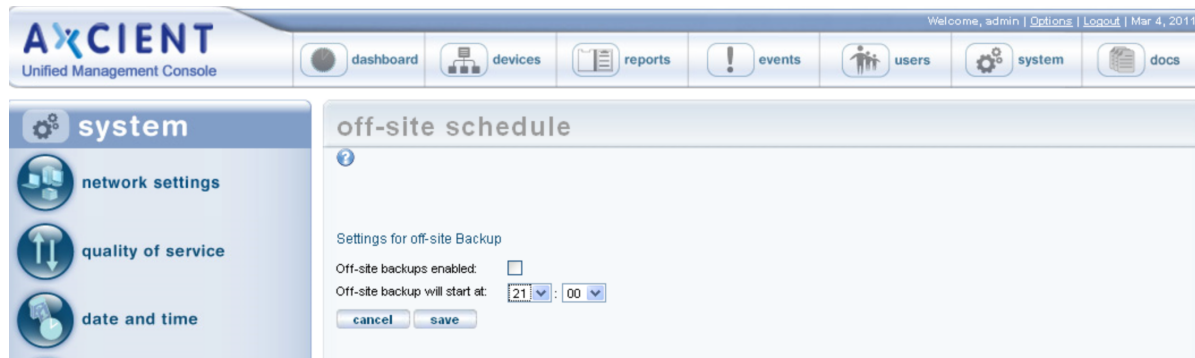 Welcome, admin | Options | Logout | Mar 4, 2011
AXCIENT
Unified Management Console
dashboard devices reports events users system docs
system
off-site schedule
?
network settings
quality of service
date and time
Settings for off-site Backup
Off-site backups enabled:
Off-site backup will start at: 21 : 00
cancel save